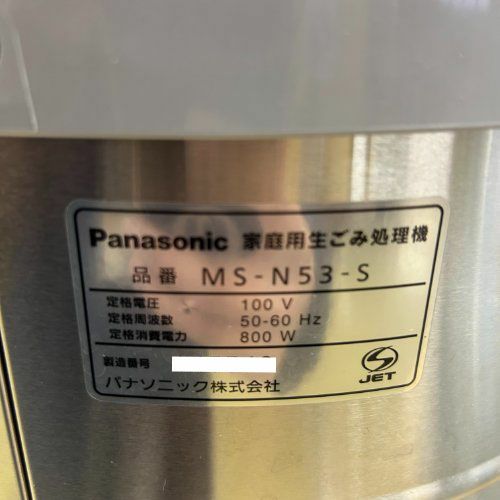 Panasonic 家庭用生ごみ処理機
品番 MS-N53-S
定格電圧 100 V
定格周波数 50-60 Hz
定格消費電力 800 W
製造番号
パナソニック株式会社
S
JET